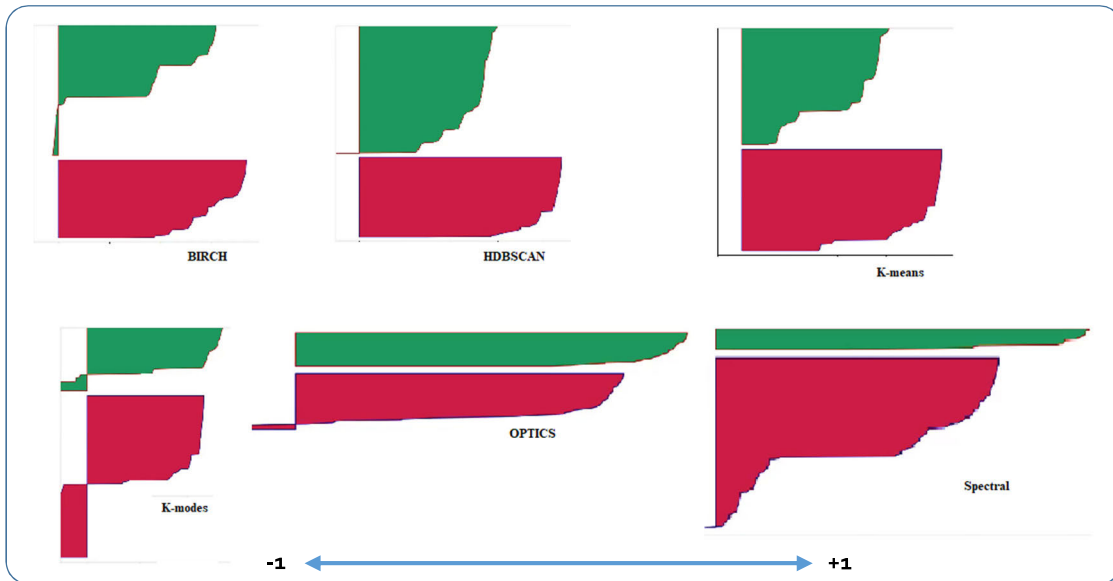 BIRCH
HDBSCAN
K-means
K-modes
OPTICS
Spectral
-1
+1